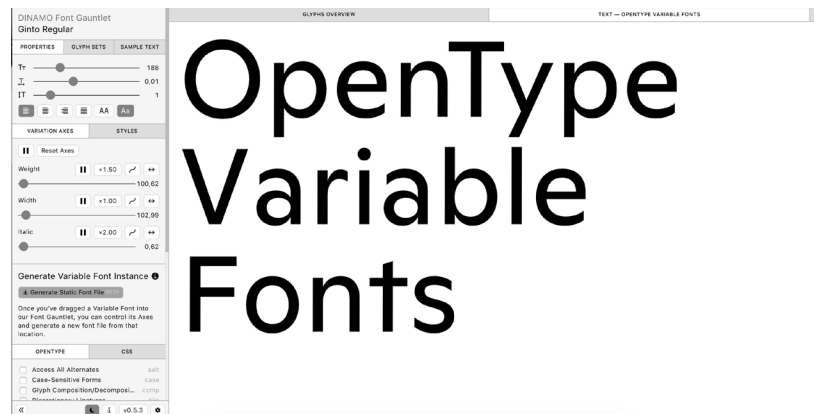 DINAMO Font Gauntlet
Ginto Regular
PROPERTIES GLYPH SETS SAMPLE TEXT
188
0,01
1
AA Aa
VARIATION AXES STYLES
Reset Axes
Weight ×1.50
100,62
Width ×1.00
102,99
Italic ×2.00
0,62
Generate Variable Font Instance
Generate Static Font File
Once you've dragged a Variable Font into
our Font Gauntlet, you can control its Axes
and generate a new font file from that
location.
OPENTYPE CSS
Access All Alternates salt
Case-Sensitive Forms case
Glyph Composition/Decomposi... comp
Discretionary Ligatures
« v0.5.3
GLYPHS OVERVIEW TEXT — OPENTYPE VARIABLE FONTS
OpenType
Variable
Fonts